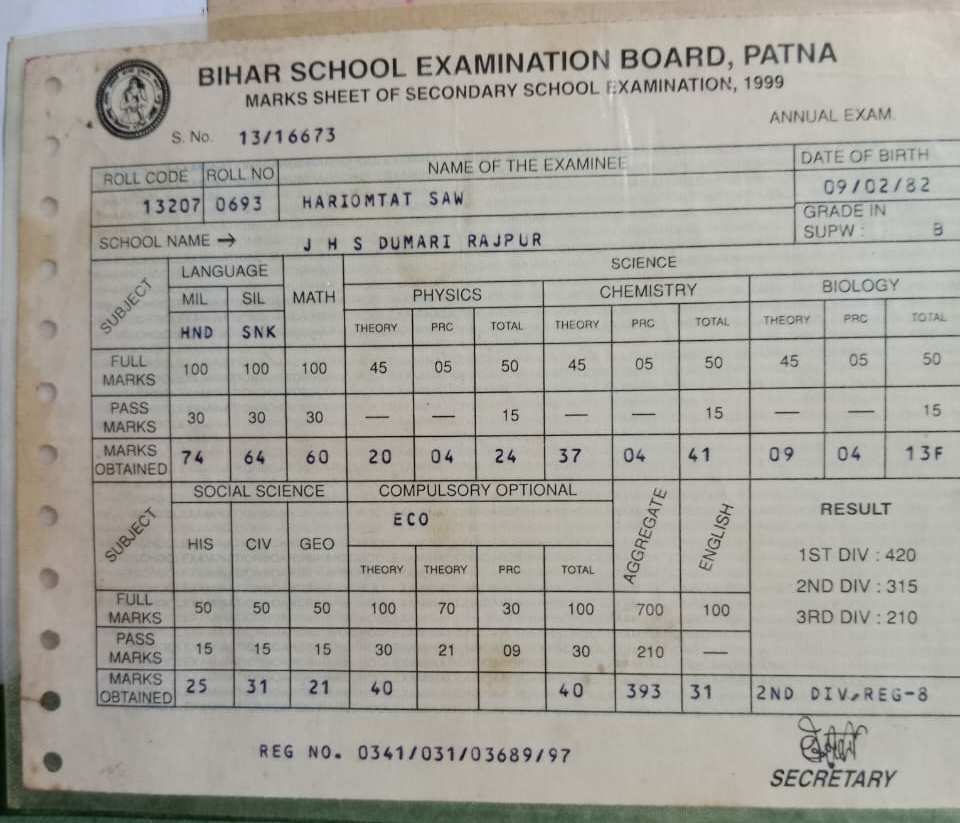 BIHAR SCHOOL EXAMINATION BOARD, PATNA
MARKS SHEET OF SECONDARY SCHOOL EXAMINATION, 1999
ANNUAL EXAM.
S. No. 13/16673
ROLL CODE ROLL NO NAME OF THE EXAMINEE DATE OF BIRTH
13207 0693 HARIOMTAT SAW 09/02/82
SCHOOL NAME → J H S DUMARI RAJPUR GRADE IN SUPW : B
SUBJECT LANGUAGE MATH SCIENCE
MIL SIL PHYSICS CHEMISTRY BIOLOGY
HND SNK THEORY PRC TOTAL THEORY PRC TOTAL THEORY PRC TOTAL
FULL MARKS 100 100 100 45 05 50 45 05 50 45 05 50
PASS MARKS 30 30 30 — — 15 — — 15 — — 15
MARKS OBTAINED 74 64 60 20 04 24 37 04 41 09 04 13F
SUBJECT SOCIAL SCIENCE COMPULSORY OPTIONAL AGGREGATE ENGLISH RESULT
HIS CIV GEO ECO
THEORY THEORY PRC TOTAL
1ST DIV : 420
2ND DIV : 315
3RD DIV : 210
FULL MARKS 50 50 50 100 70 30 100 700 100
PASS MARKS 15 15 15 30 21 09 30 210 —
MARKS OBTAINED 25 31 21 40 40 393 31 2ND DIV,REG-8
REG NO. 0341/031/03689/97
SECRETARY